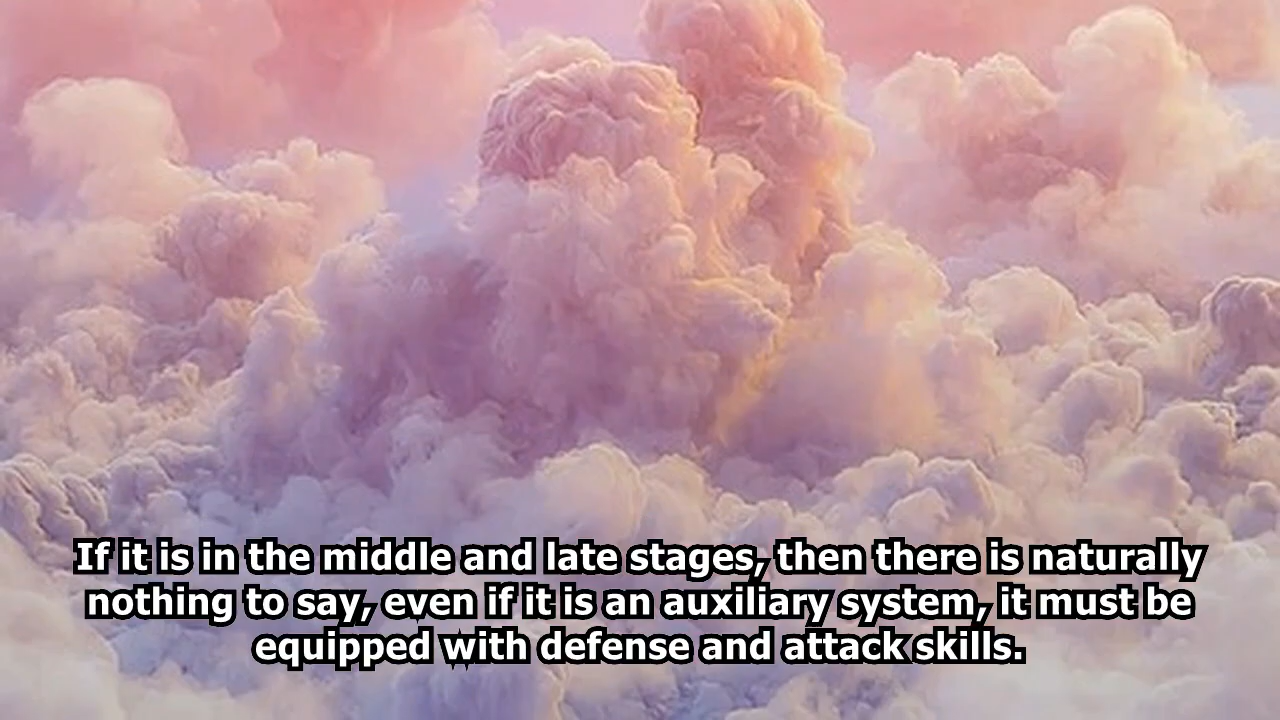 If it is in the middle and late stages, then there is naturally
nothing to say, even if it is an auxiliary system, it must be
equipped with defense and attack skills.